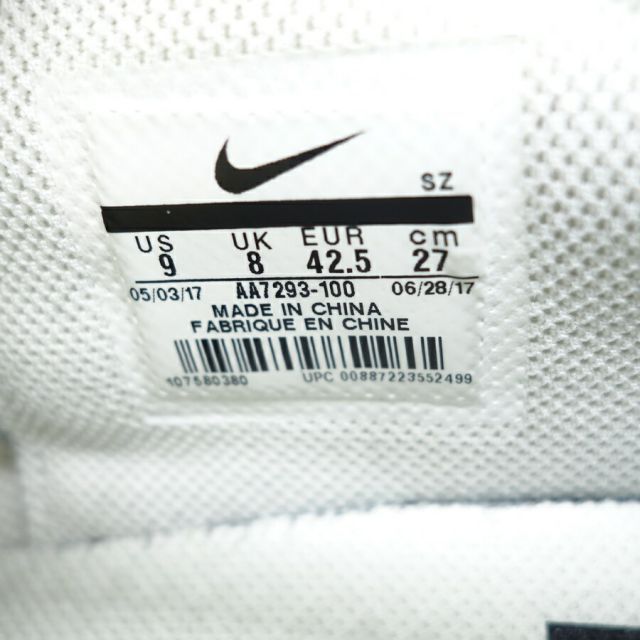 SZ
US UK EUR cm
9 8 42.5 27
05/03/17 AA7293-100 06/28/17
MADE IN CHINA
FABRIQUE EN CHINE
107580380 UPC 00887223552499